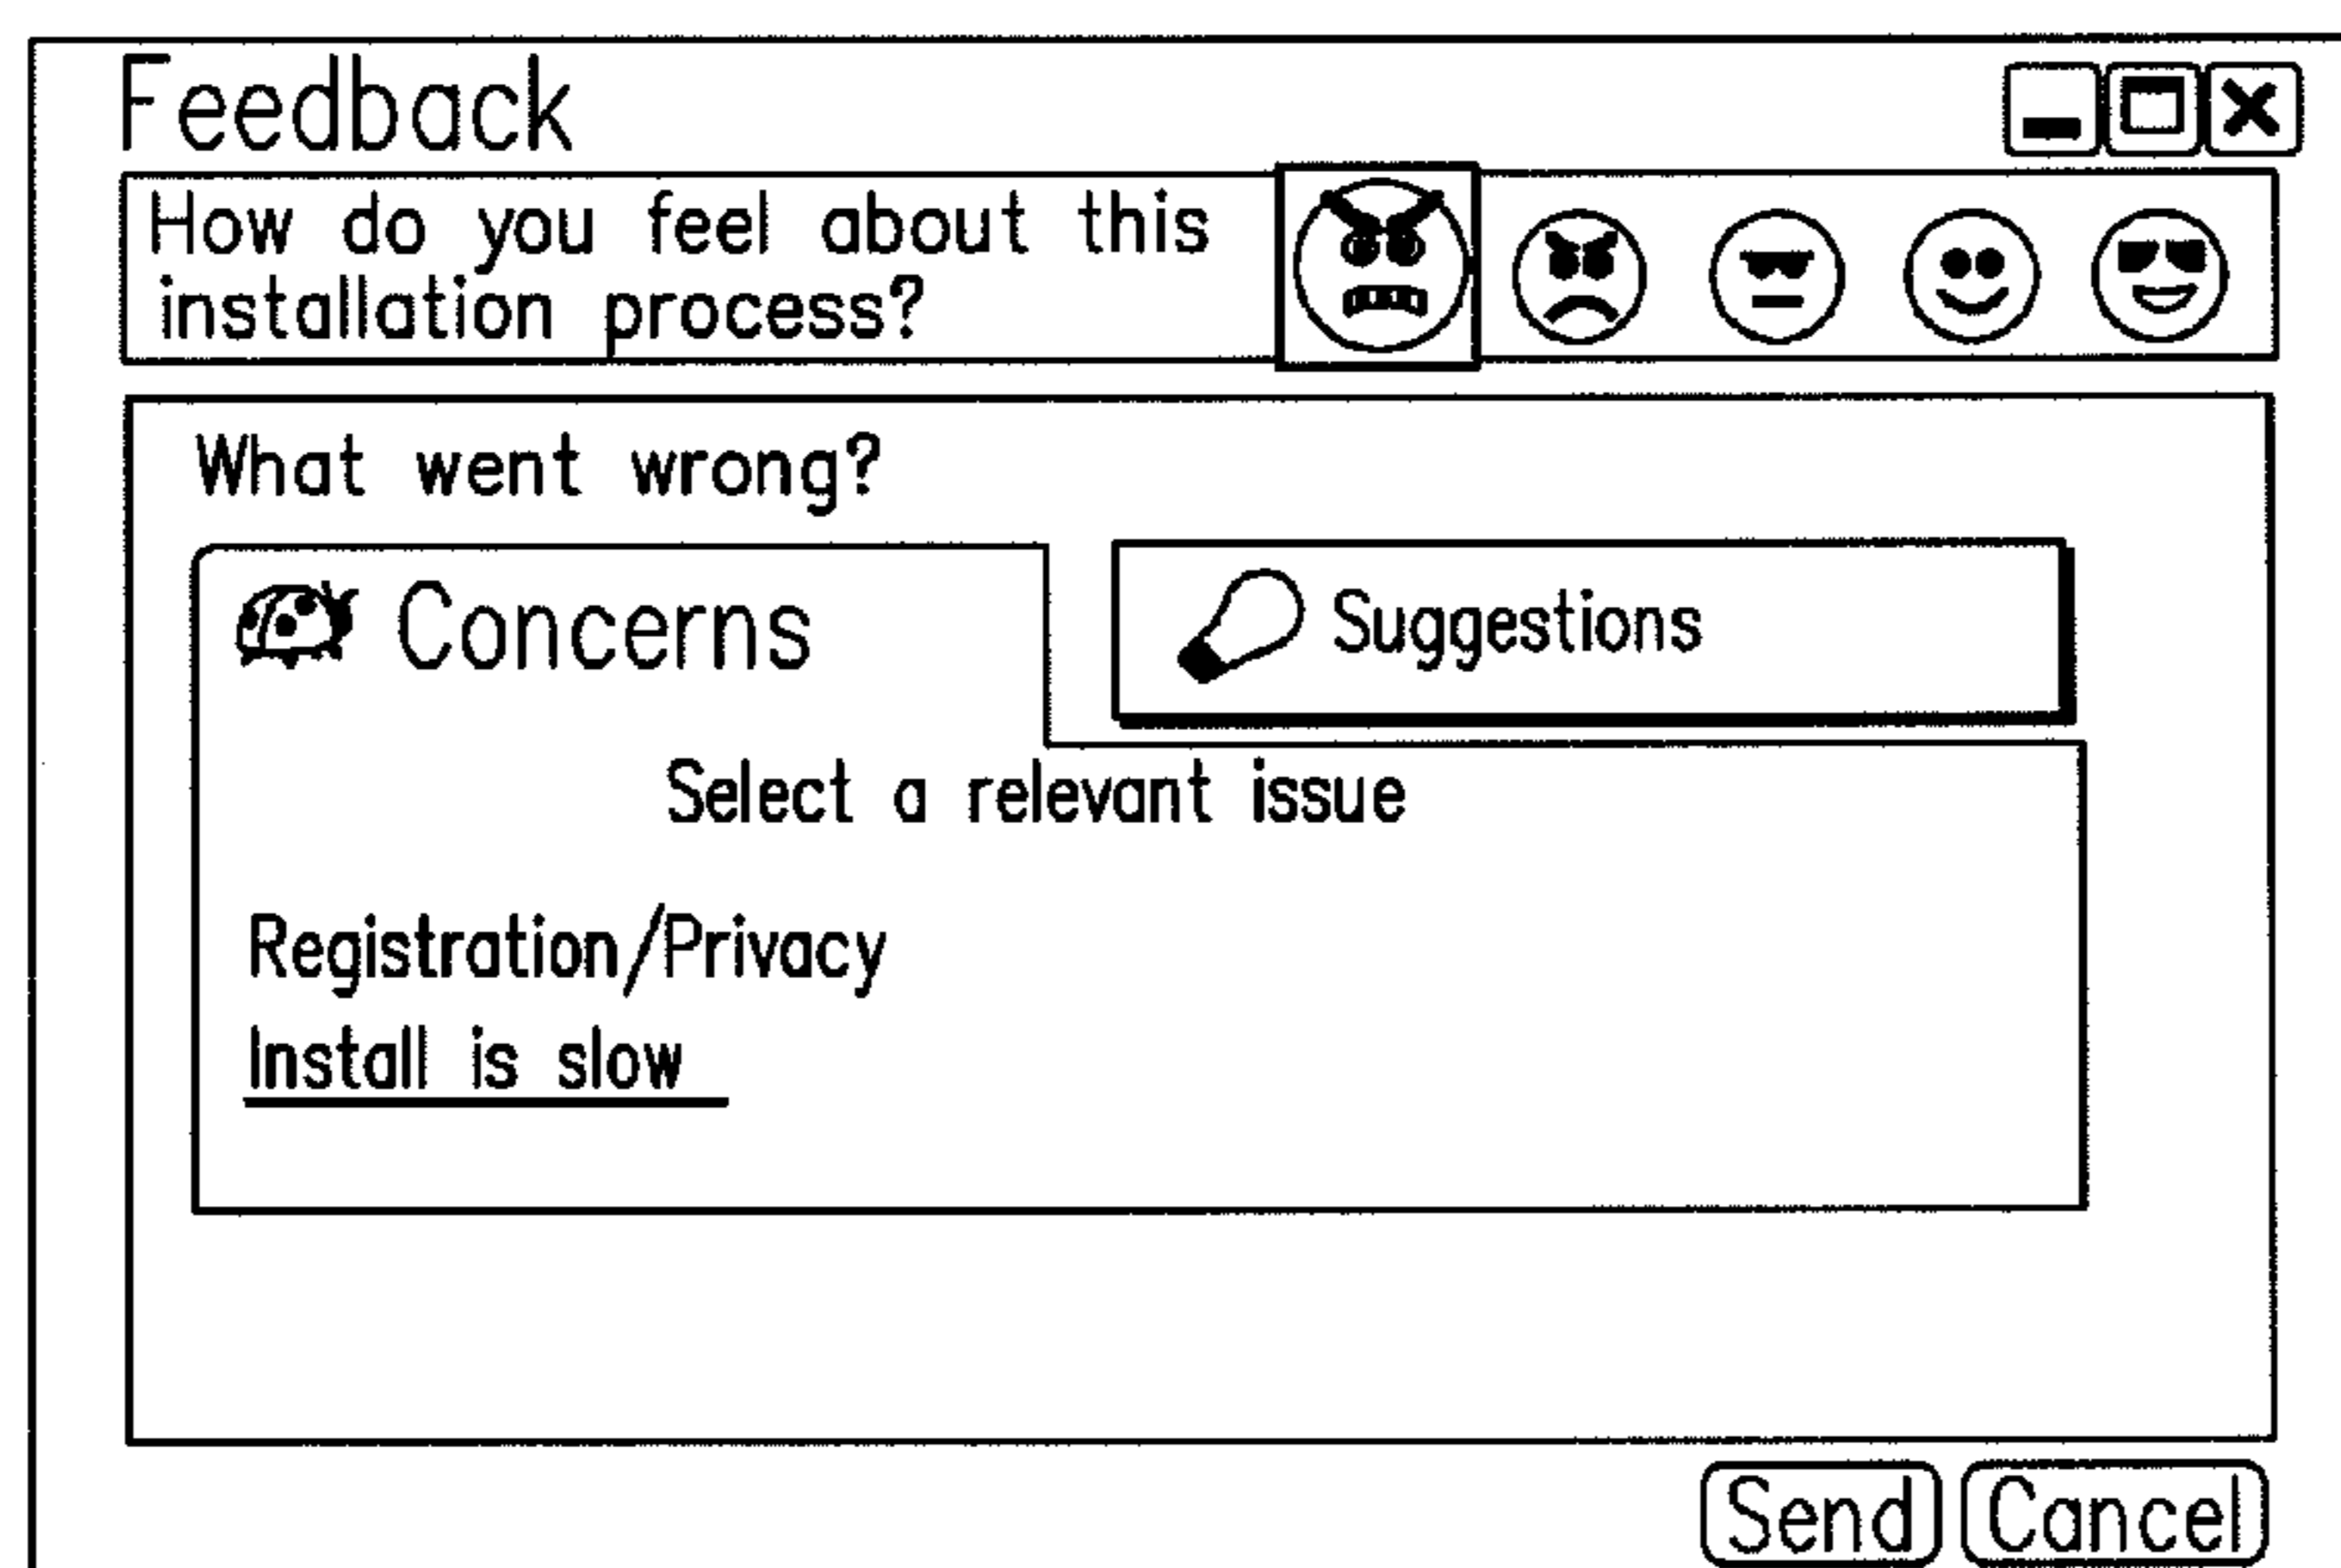 Feedback
How do you feel about this
installation process?
What went wrong?
Concerns
Suggestions
Select a relevant issue
Registration/Privacy
Install is slow
Send
Cancel